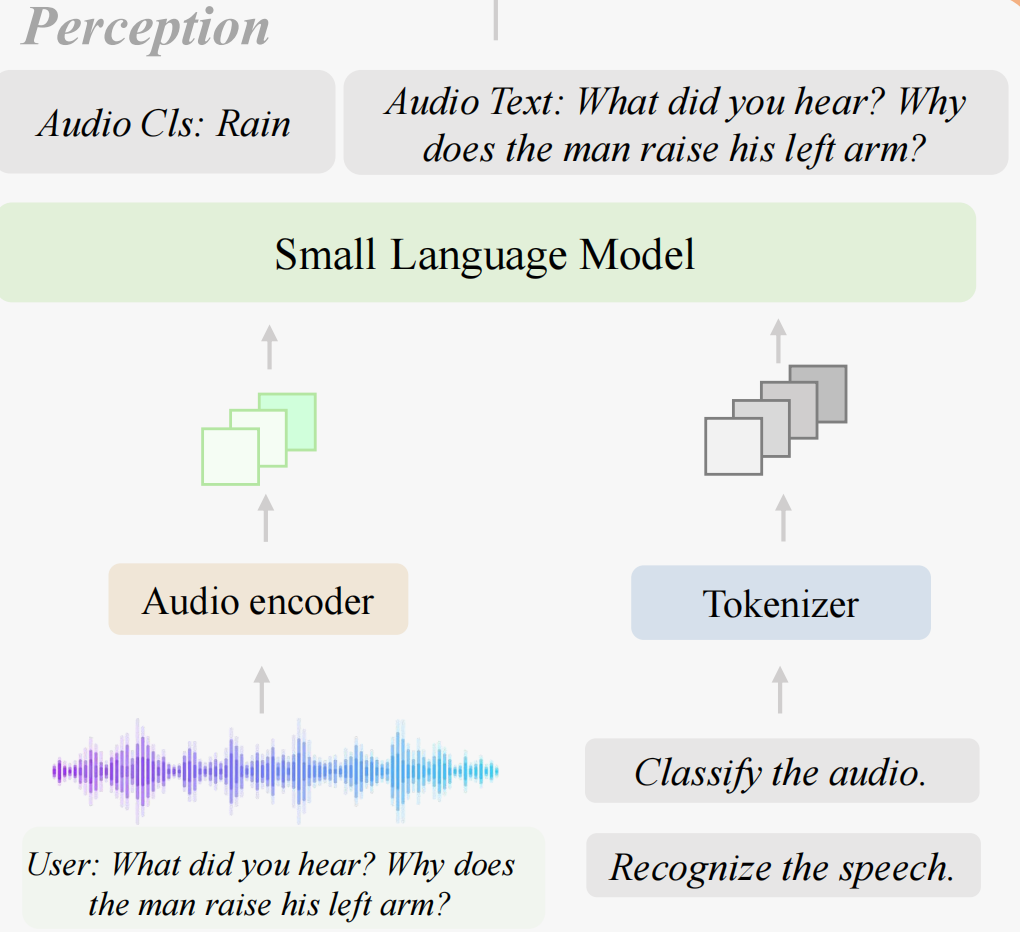 Perception
Audio Cls: Rain
Audio Text: What did you hear? Why
does the man raise his left arm?
Small Language Model
Audio encoder
Tokenizer
Classify the audio.
User: What did you hear? Why does
the man raise his left arm?
Recognize the speech.